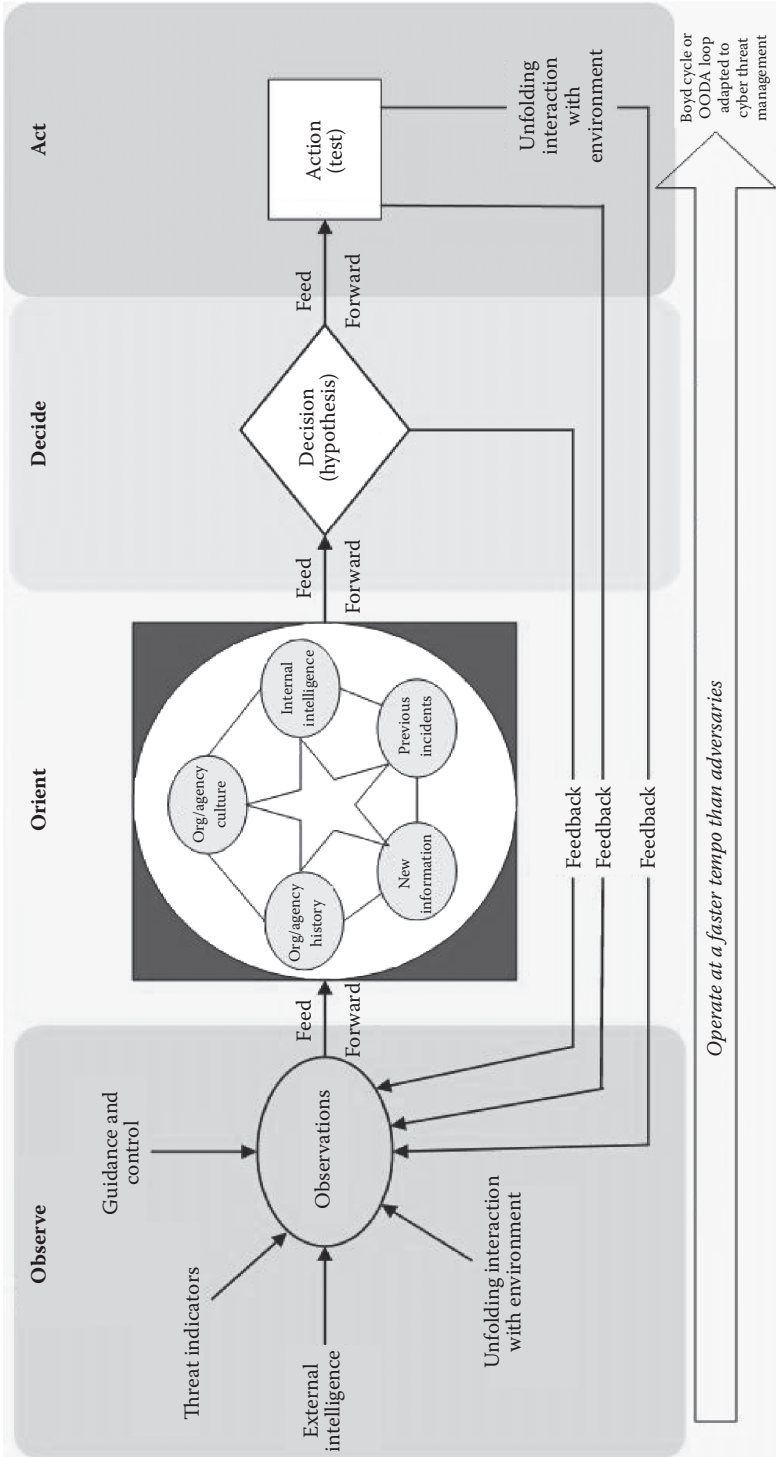 Observe
Orient
Decide
Act
Guidance and
control
Threat indicators
External
intelligence
Unfolding interaction
with environment
Observations
Feed
Forward
Org/agency
culture
Org/agency
history
Internal
intelligence
New
information
Previous
incidents
Feed
Forward
Decision
(hypothesis)
Feed
Forward
Action
(test)
Unfolding
interaction
with
environment
Feedback
Feedback
Feedback
Operate at a faster tempo than adversaries
Boyd cycle or
OODA loop
adapted to
cyber threat
management